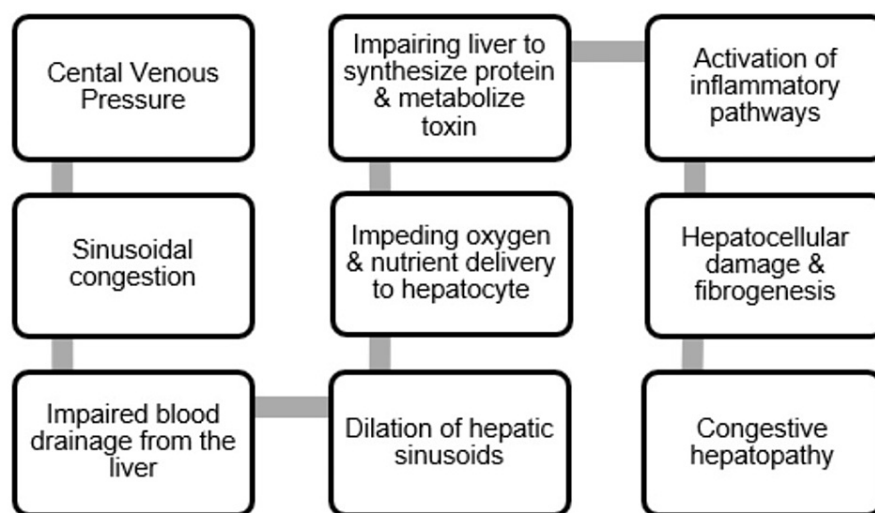 Cental Venous
Pressure
Sinusoidal
congestion
Impaired blood
drainage from the
liver
Dilation of hepatic
sinusoids
Impeding oxygen
& nutrient delivery
to hepatocyte
Impairing liver to
synthesize protein
& metabolize
toxin
Activation of
inflammatory
pathways
Hepatocellular
damage &
fibrogenesis
Congestive
hepatopathy